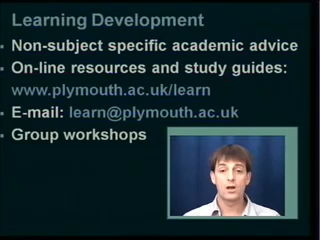 Learning Development
Non-subject specific academic advice
On-line resources and study guides:
www.plymouth.ac.uk/learn
E-mail: learn@plymouth.ac.uk
Group workshops